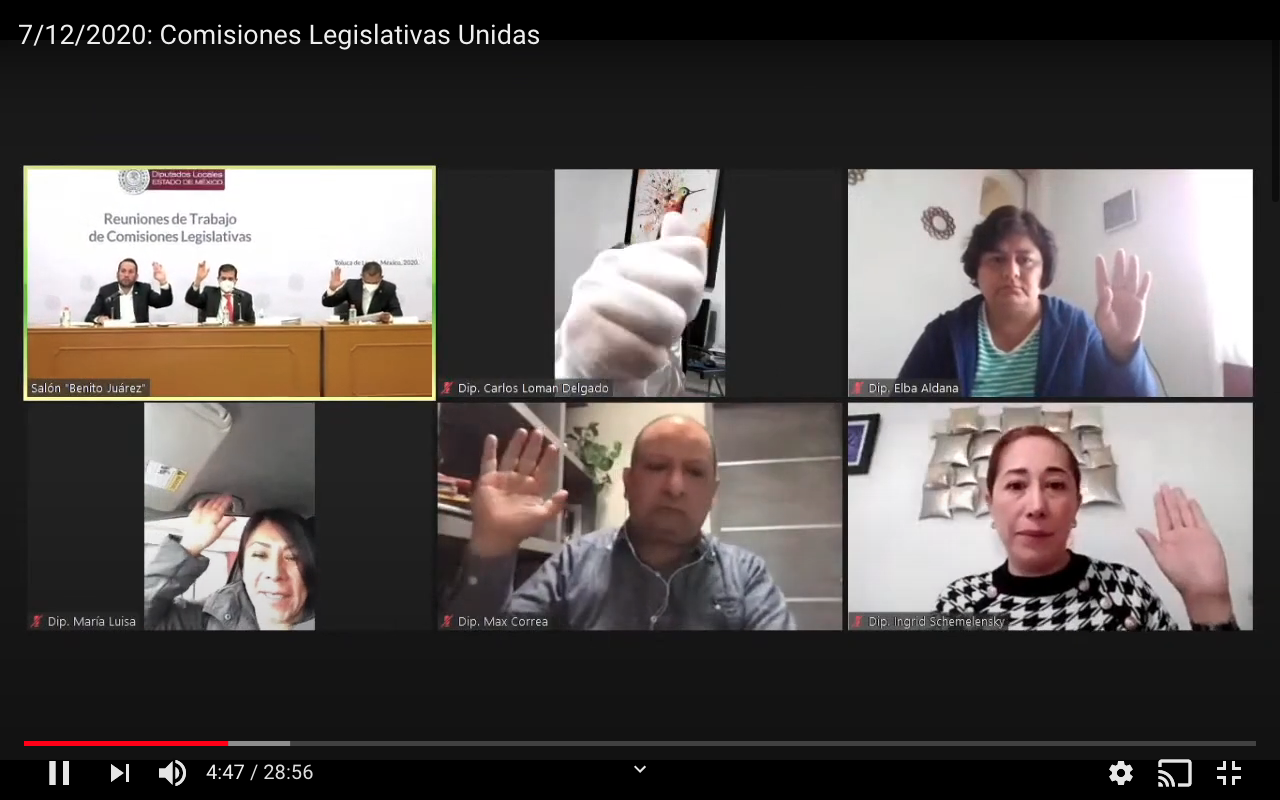 7/12/2020: Comisiones Legislativas Unidas
Diputados Locales
ESTADO DE MÉXICO
Reuniones de Trabajo
de Comisiones Legislativas
Toluca de México, 2020.
Salón "Benito Juárez"
Dip. Carlos Loman Delgado
Dip. Elba Aldana
Dip. María Luisa
Dip. Max Correa
Dip. Ingrid Schemelensky
4:47 / 28:56